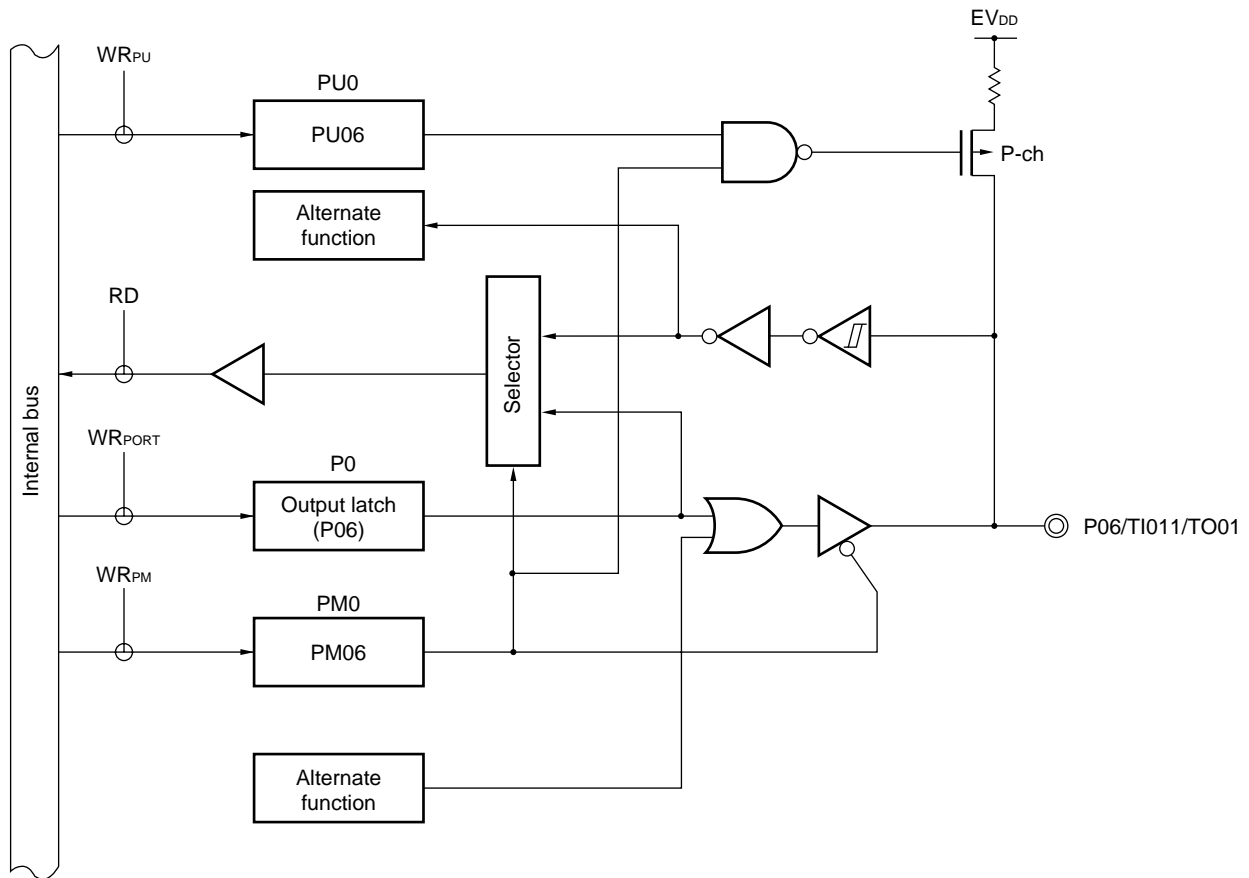 EVDD
WRPU
PU0
PU06
P-ch
Alternate
function
RD
Selector
Internal bus
WRPORT
P0
Output latch
(P06)
P06/TI011/TO01
WRPM
PM0
PM06
Alternate
function